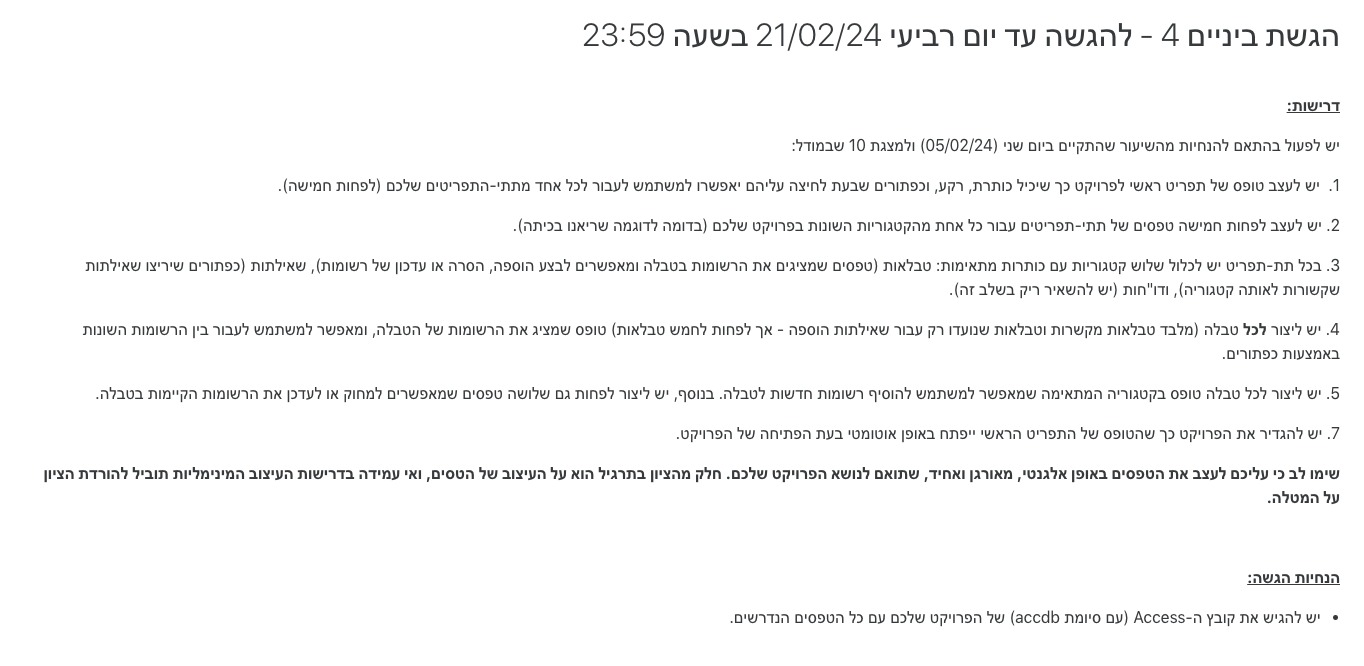 הגשת ביניים 4 - להגשה עד יום רביעי 21/02/24 בשעה 23:59
דרישות:
יש לפעול בהתאם להנחיות מהשיעור שהתקיים ביום שני (05/02/24) ולמצגת 10 שבמודל:
1. יש לעצב טופס של תפריט ראשי לפרויקט כך שיכיל כותרת, רקע, וכפתורים שבעת לחיצה עליהם יאפשרו למשתמש לעבור לכל אחד מתתי-התפריטים שלכם (לפחות חמישה).
2. יש לעצב לפחות חמישה טפסים של תתי-תפריטים עבור כל אחת מהקטגוריות השונות בפרויקט שלכם (בדומה לדוגמה שריאנו בכיתה).
3. בכל תת-תפריט יש לכלול שלוש קטגוריות עם כותרות מתאימות: טבלאות (טפסים שמציגים את הרשומות בטבלה ומאפשרים לבצע הוספה, הסרה או עדכון של רשומות), שאילתות (כפתורים שיריצו שאילתות
שקשורות לאותה קטגוריה), ודו"חות (יש להשאיר ריק בשלב זה).
4. יש ליצור לכל טבלה (מלבד טבלאות מקשרות וטבלאות שנועדו רק עבור שאילתות הוספה - אך לפחות לחמש טבלאות) טופס שמציג את הרשומות של הטבלה, ומאפשר למשתמש לעבור בין הרשומות השונות
באמצעות כפתורים.
5. יש ליצור לכל טבלה טופס בקטגוריה המתאימה שמאפשר למשתמש להוסיף רשומות חדשות לטבלה. בנוסף, יש ליצור לפחות גם שלושה טפסים שמאפשרים למחוק או לעדכן את הרשומות הקיימות בטבלה.
7. יש להגדיר את הפרויקט כך שהטופס של התפריט הראשי ייפתח באופן אוטומטי בעת הפתיחה של הפרויקט.
שימו לב כי עליכם לעצב את הטפסים באופן אלגנטי, מאורגן ואחיד, שתואם לנושא הפרויקט שלכם. חלק מהציון בתרגיל הוא על העיצוב של הטסים, ואי עמידה בדרישות העיצוב המינימליות תוביל להורדת הציון
על המטלה.
הנחיות הגשה:
• יש להגיש את קובץ ה-Access (עם סיומת accdb) של הפרויקט שלכם עם כל הטפסים הנדרשים.